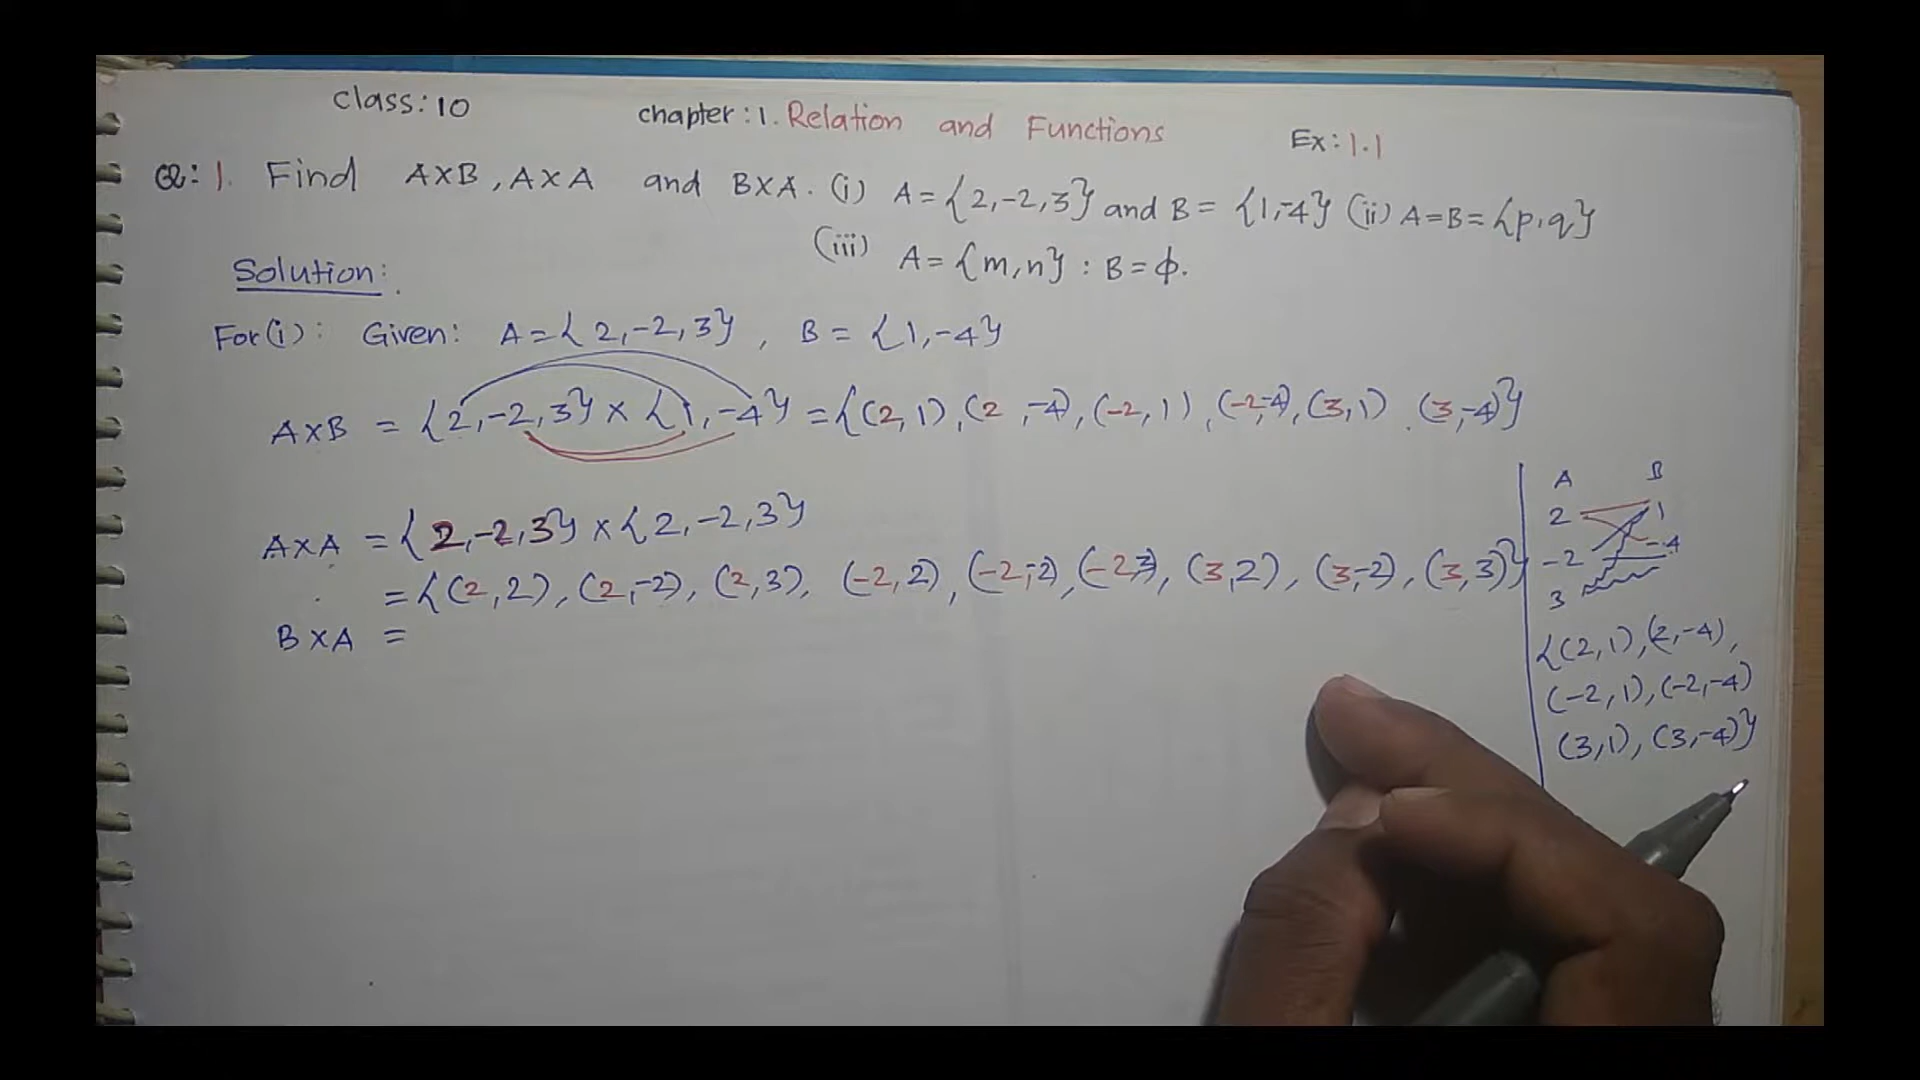 class: 10 chapter: 1. Relation and Functions Ex: 1.1
Q: 1. Find A×B, A×A and B×A. (i) A = {2,-2,3} and B = {1,-4} (ii) A=B= {p,q}
(iii) A= {m,n} : B=ϕ.
Solution:
For(i): Given: A={2,-2,3}, B= {1,-4}
A×B = {2,-2,3} × {1,-4} = {(2,1),(2,-4),(-2,1),(-2,-4),(3,1),(3,-4)}
A×A = {2,-2,3} × {2,-2,3}
= {(2,2), (2,-2), (2,3), (-2,2), (-2,-2), (-2,3), (3,2), (3,-2), (3,3)}
B×A =
A B
2 1
-2 -4
3
{(2,1),(2,-4),
(-2,1),(-2,-4)
(3,1), (3,-4)}